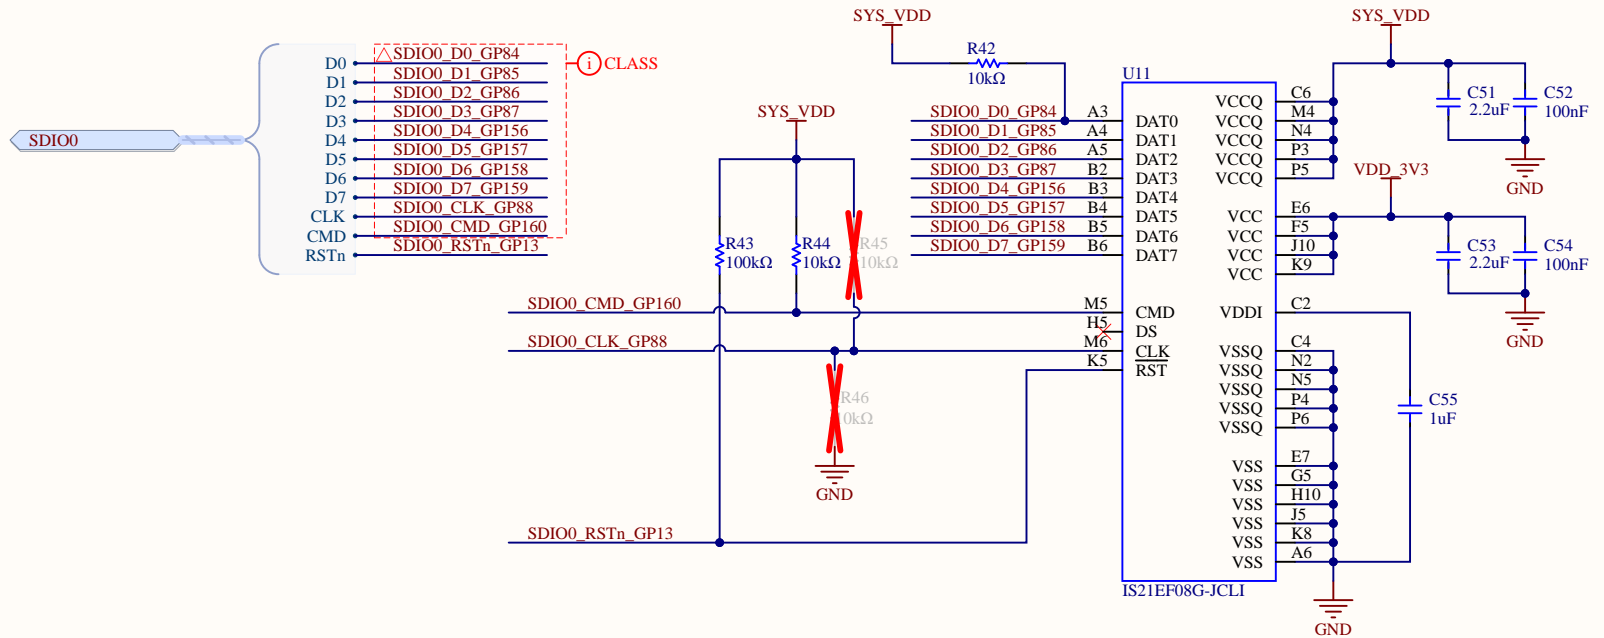 SDIO0
D0
D1
D2
D3
D4
D5
D6
D7
CLK
CMD
RSTn
SDIO0_D0_GP84
SDIO0_D1_GP85
SDIO0_D2_GP86
SDIO0_D3_GP87
SDIO0_D4_GP156
SDIO0_D5_GP157
SDIO0_D6_GP158
SDIO0_D7_GP159
SDIO0_CLK_GP88
SDIO0_CMD_GP160
SDIO0_RSTn_GP13
i CLASS
SYS_VDD
R42
10kΩ
SYS_VDD
R43
100kΩ
R44
10kΩ
R45
10kΩ
R46
10kΩ
GND
SDIO0_D0_GP84
SDIO0_D1_GP85
SDIO0_D2_GP86
SDIO0_D3_GP87
SDIO0_D4_GP156
SDIO0_D5_GP157
SDIO0_D6_GP158
SDIO0_D7_GP159
SDIO0_CMD_GP160
SDIO0_CLK_GP88
SDIO0_RSTn_GP13
U11
A3 DAT0
A4 DAT1
A5 DAT2
B2 DAT3
B3 DAT4
B4 DAT5
B5 DAT6
B6 DAT7
M5 CMD
H5 DS
M6 CLK
K5 RST
VCCQ C6
VCCQ M4
VCCQ N4
VCCQ P3
VCCQ P5
VCC E6
VCC F5
VCC J10
VCC K9
VDDI C2
VSSQ C4
VSSQ N2
VSSQ N5
VSSQ P4
VSSQ P6
VSS E7
VSS G5
VSS H10
VSS J5
VSS K8
VSS A6
IS21EF08G-JCLI
SYS_VDD
C51
2.2uF
C52
100nF
GND
VDD_3V3
C53
2.2uF
C54
100nF
GND
C55
1uF
GND